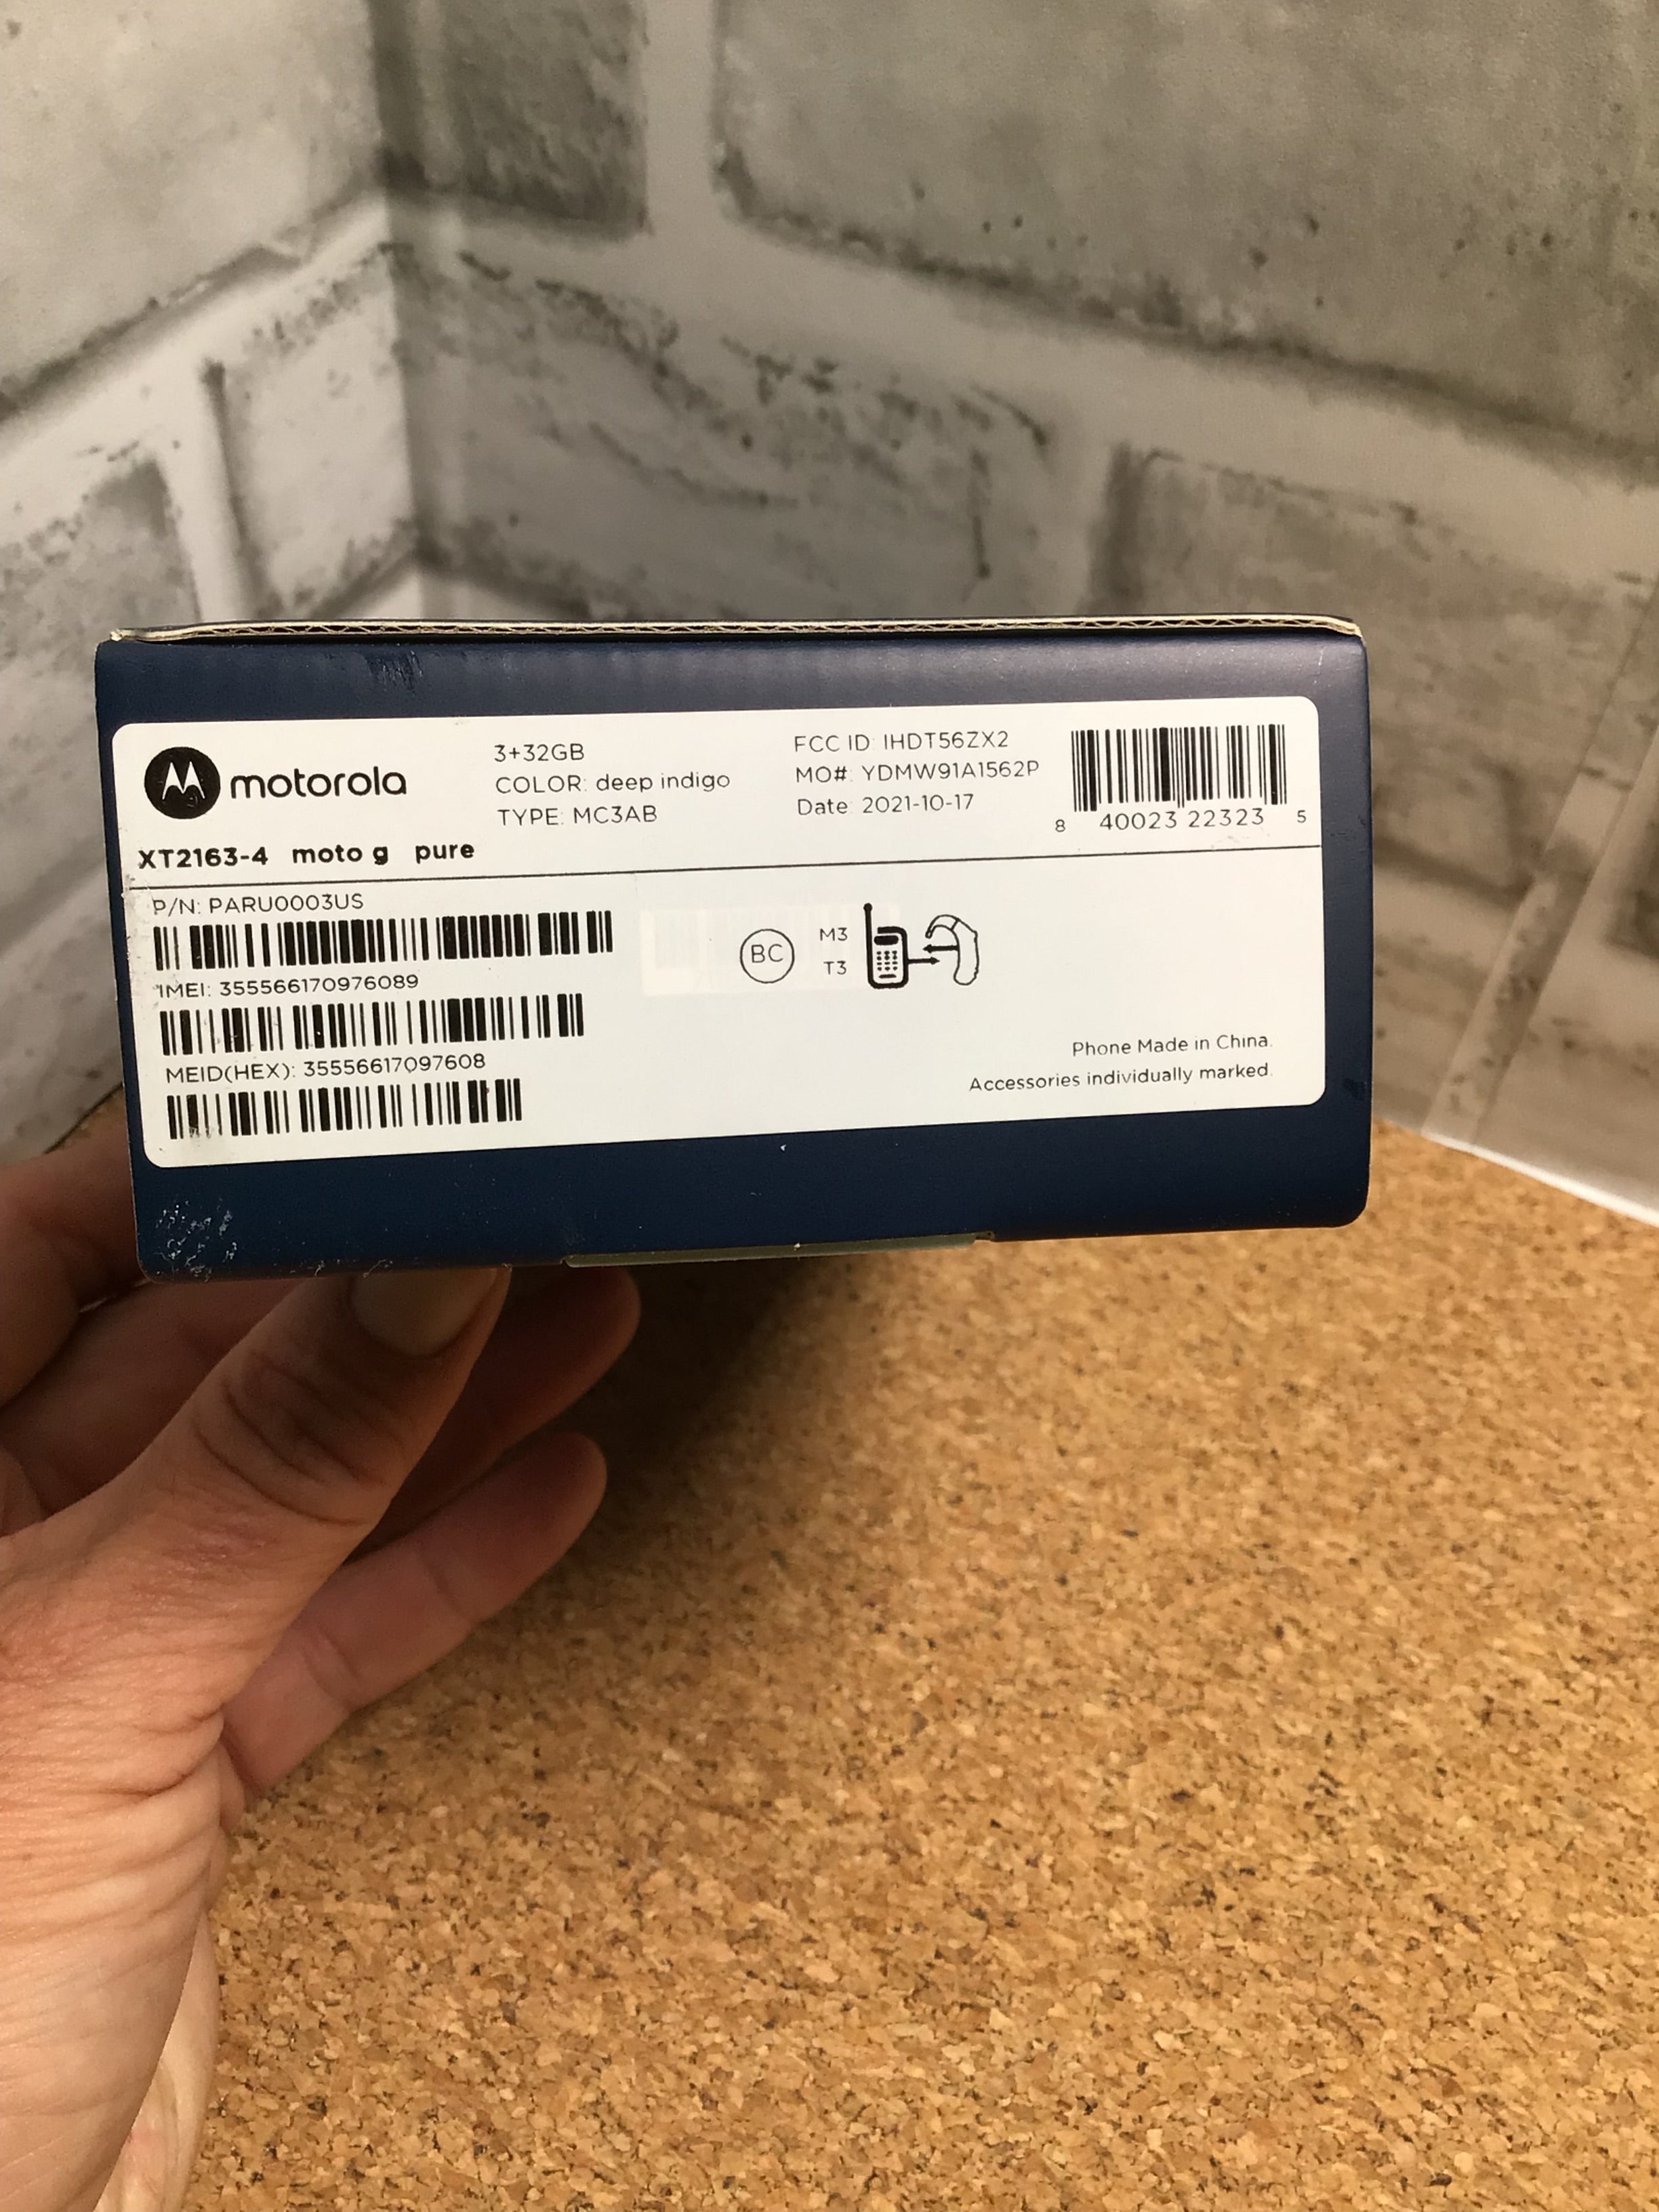 motorola
XT2163-4 moto g pure
3+32GB
COLOR: deep indigo
TYPE: MC3AB
FCC ID: IHDT56ZX2
MO#: YDMW91A1562P
Date: 2021-10-17
8 40023 22323 5
P/N: PARU0003US
IMEI: 355566170976089
MEID(HEX): 35556617097608
BC
M3
T3
Phone Made in China.
Accessories individually marked.